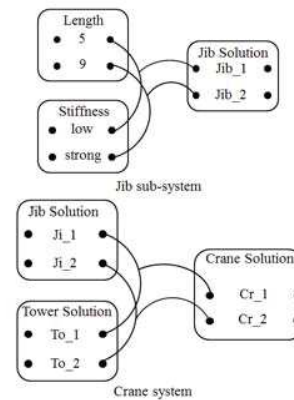 Length
5
9
Stiffness
low
strong
Jib Solution
Jib_1
Jib_2
Jib sub-system
Jib Solution
Ji_1
Ji_2
Tower Solution
To_1
To_2
Crane Solution
Cr_1
Cr_2
Crane system